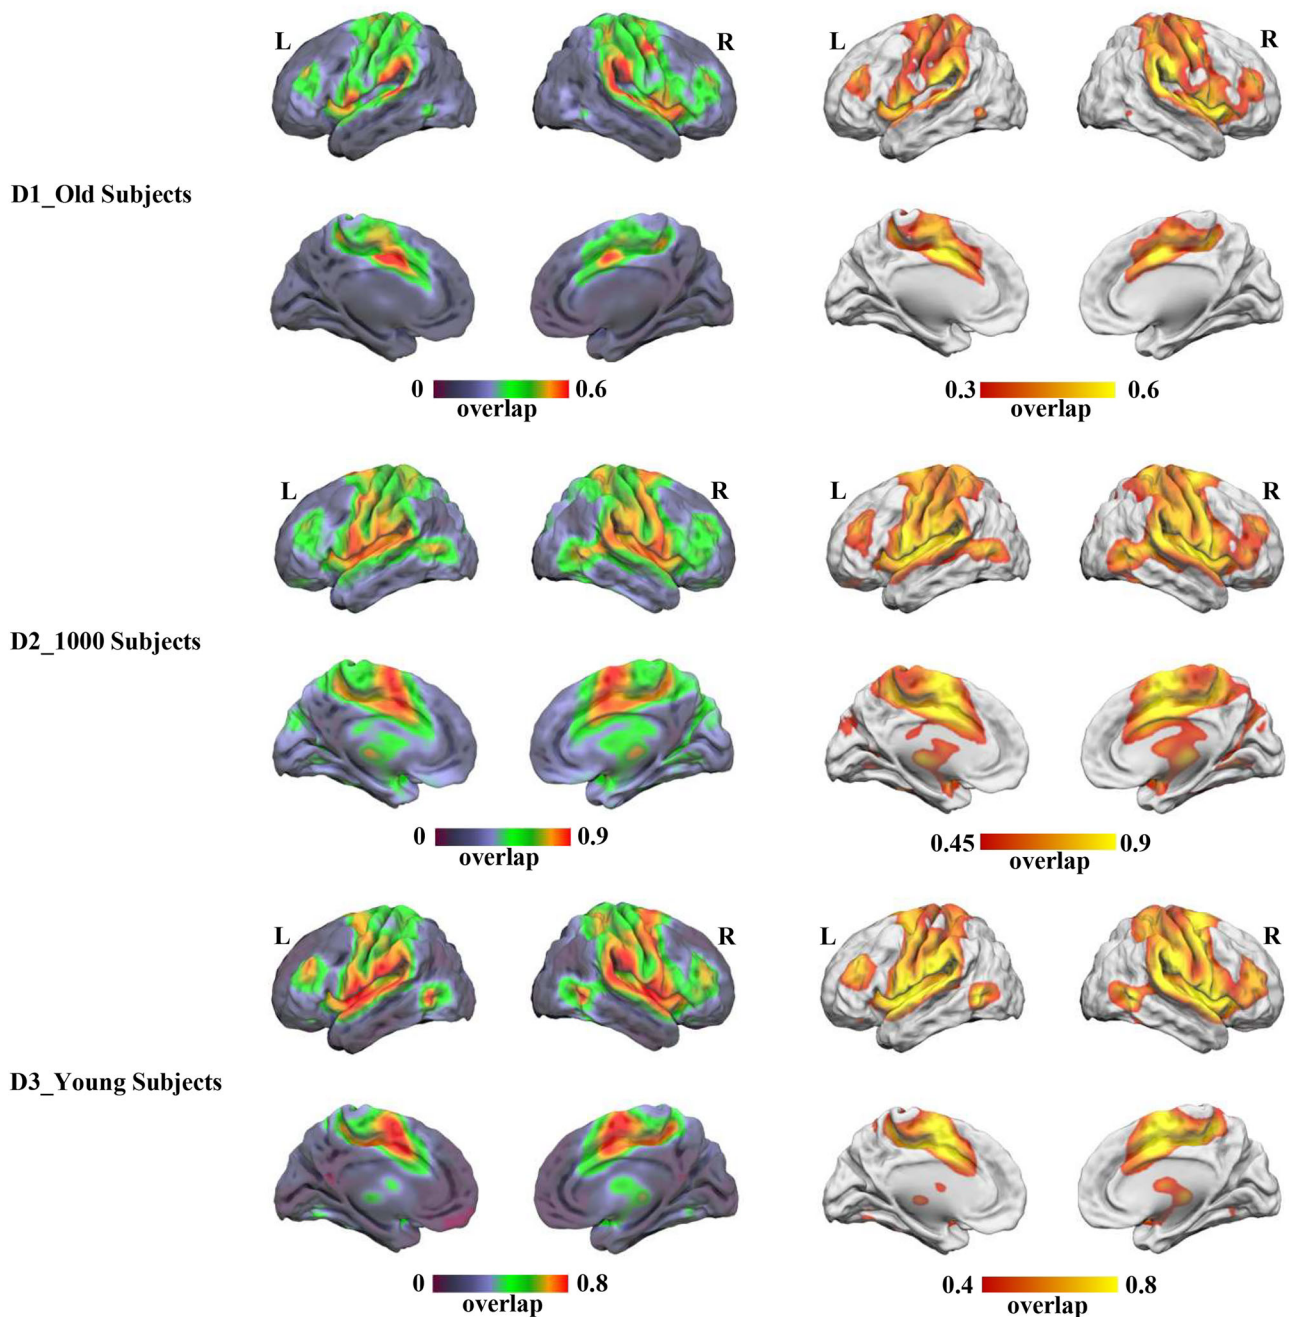 L R L R
D1_Old Subjects
0 0.6 0.3 0.6
overlap overlap
L R L R
D2_1000 Subjects
0 0.9 0.45 0.9
overlap overlap
L R L R
D3_Young Subjects
0 0.8 0.4 0.8
overlap overlap